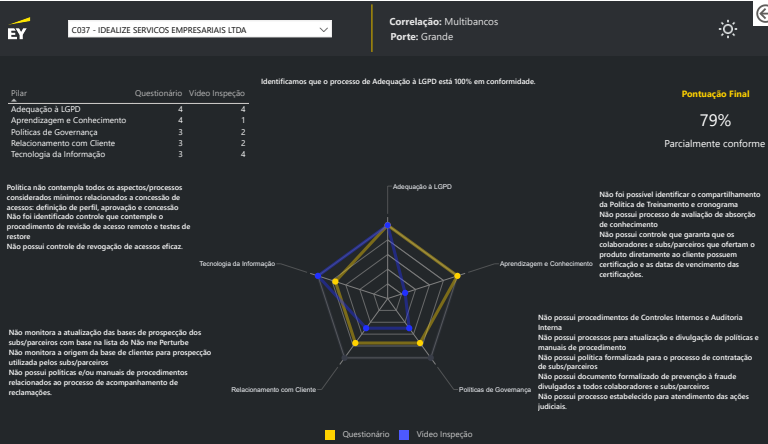 EY
C037 - IDEALIZE SERVICOS EMPRESARIAIS LTDA
Correlação: Multibancos
Porte: Grande
Identificamos que o processo de Adequação à LGPD está 100% em conformidade.
Pilar Questionário Vídeo Inspeção
Adequação à LGPD 4 4
Aprendizagem e Conhecimento 4 1
Políticas de Governança 3 2
Relacionamento com Cliente 3 2
Tecnologia da Informação 3 4
Pontuação Final
79%
Parcialmente conforme
Política não contempla todos os aspectos/processos
considerados mínimos relacionados a concessão de
acessos: definição de perfil, aprovação e concessão
Não foi identificado controle que contemple o
procedimento de revisão de acesso remoto e testes de
restore
Não possui controle de revogação de acessos eficaz.
Adequação à LGPD
Não foi possível identificar o compartilhamento
da Política de Treinamento e cronograma
Não possui processo de avaliação de absorção
de conhecimento
Não possui controle que garanta que os
colaboradores e subs/parceiros que ofertam o
produto diretamente ao cliente possuem
certificação e as datas de vencimento das
certificações.
Tecnologia da Informação
Aprendizagem e Conhecimento
Não monitora a atualização das bases de prospecção dos
subs/parceiros com base na lista do Não me Perturbe
Não monitora a origem da base de clientes para prospecção
utilizada pelos subs/parceiros
Não possui políticas e/ou manuais de procedimentos
relacionados ao processo de acompanhamento de
reclamações.
Não possui procedimentos de Controles Internos e Auditoria
Interna
Não possui processos para atualização e divulgação de políticas e
manuais de procedimento
Não possui política formalizada para o processo de contratação
de subs/parceiros
Não possui documento formalizado de prevenção à fraude
divulgados a todos colaboradores e subs/parceiros
Não possui processo estabelecido para atendimento das ações
judiciais.
Relacionamento com Cliente
Políticas de Governança
Questionário Vídeo Inspeção